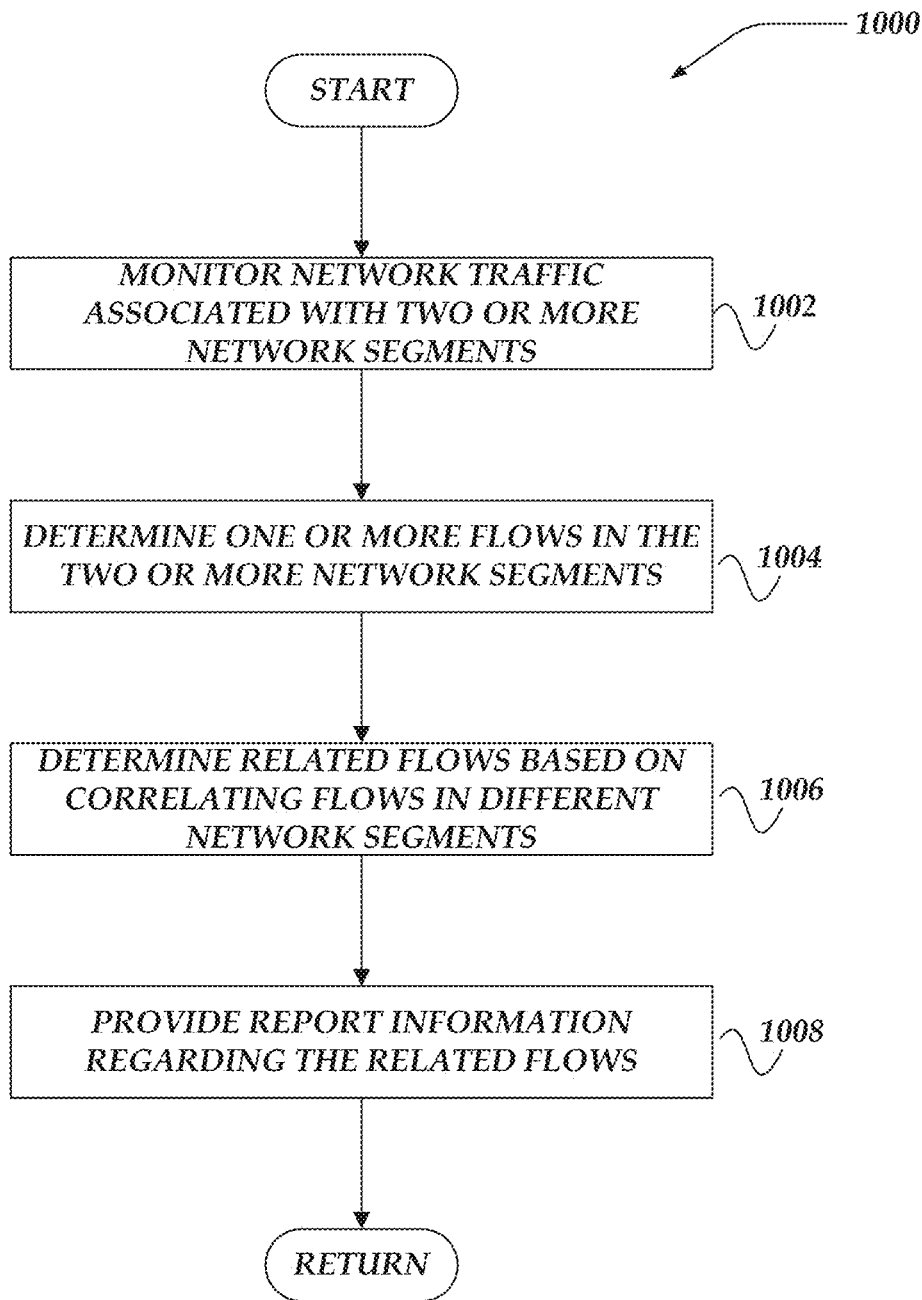 1000
START
MONITOR NETWORK TRAFFIC
ASSOCIATED WITH TWO OR MORE
NETWORK SEGMENTS
1002
DETERMINE ONE OR MORE FLOWS IN THE
TWO OR MORE NETWORK SEGMENTS
1004
DETERMINE RELATED FLOWS BASED ON
CORRELATING FLOWS IN DIFFERENT
NETWORK SEGMENTS
1006
PROVIDE REPORT INFORMATION
REGARDING THE RELATED FLOWS
1008
RETURN